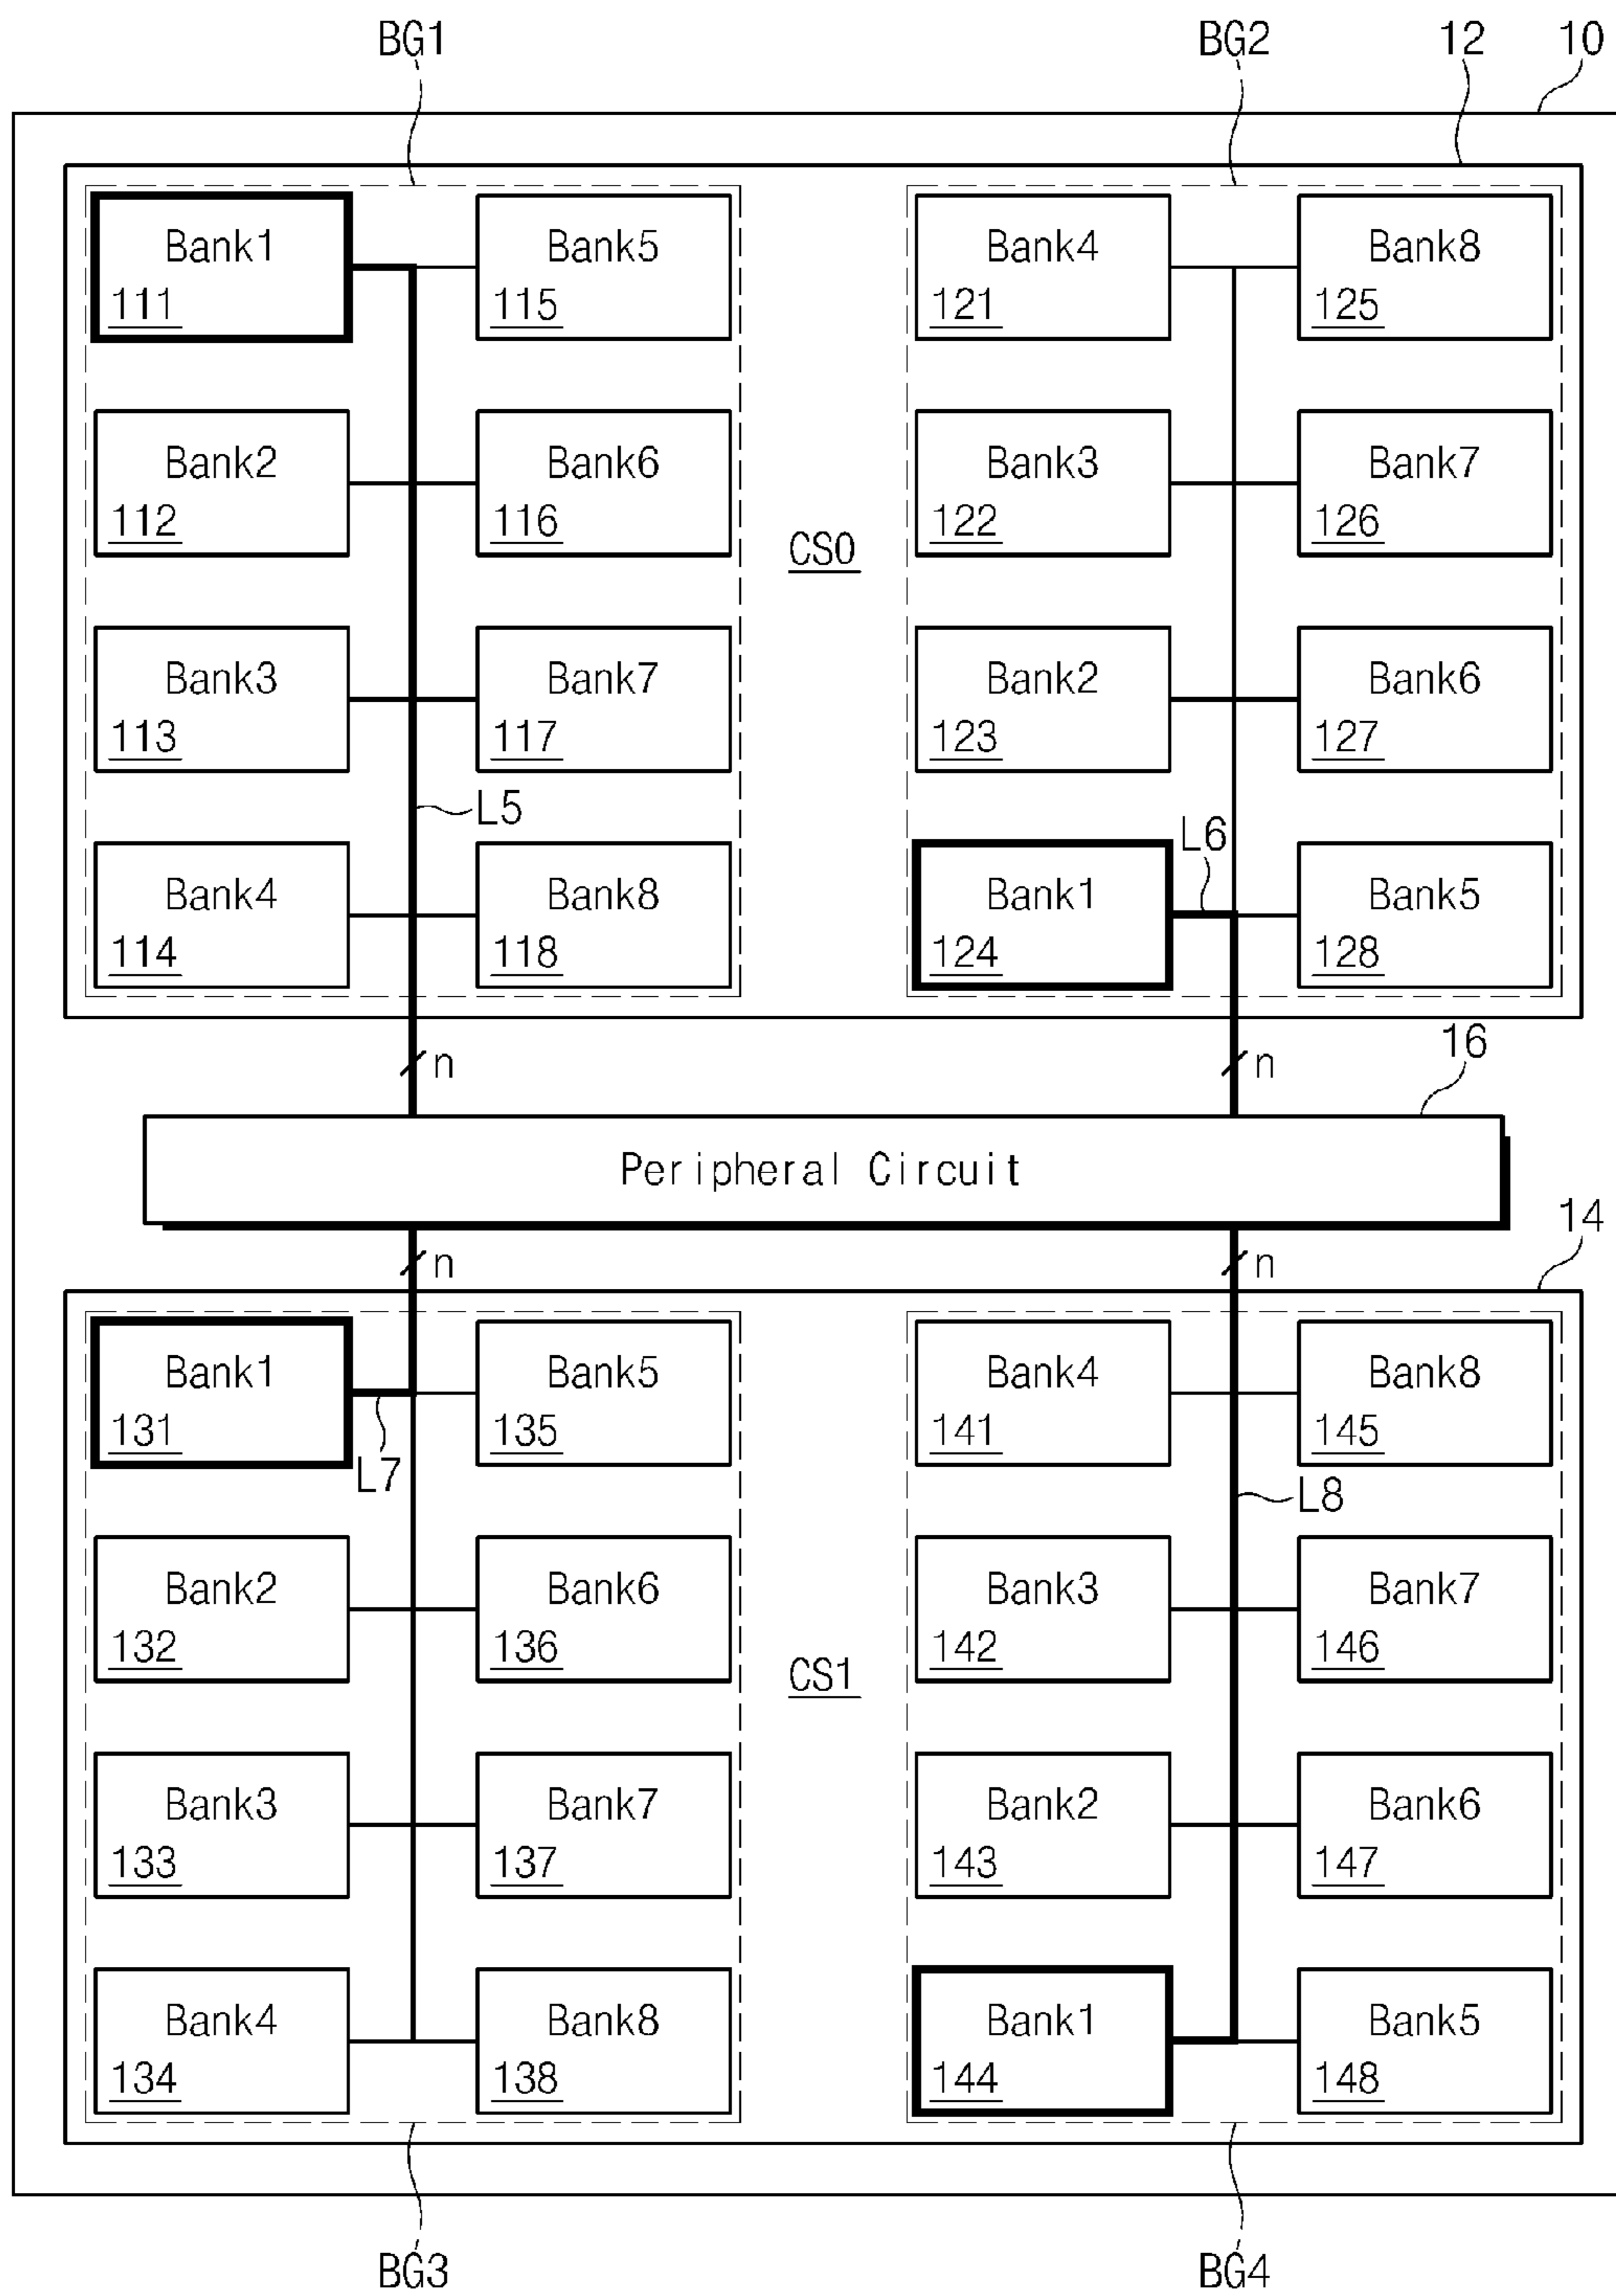 BG1 BG2 12 10
Bank1 Bank5 Bank4 Bank8
111 115 121 125
Bank2 Bank6 Bank3 Bank7
112 116 122 126
CS0
Bank3 Bank7 Bank2 Bank6
113 117 123 127
L5 L6
Bank4 Bank8 Bank1 Bank5
114 118 124 128
n n 16
Peripheral Circuit
n n 14
Bank1 Bank5 Bank4 Bank8
131 135 141 145
L7 L8
Bank2 Bank6 Bank3 Bank7
132 136 142 146
CS1
Bank3 Bank7 Bank2 Bank6
133 137 143 147
Bank4 Bank8 Bank1 Bank5
134 138 144 148
BG3 BG4